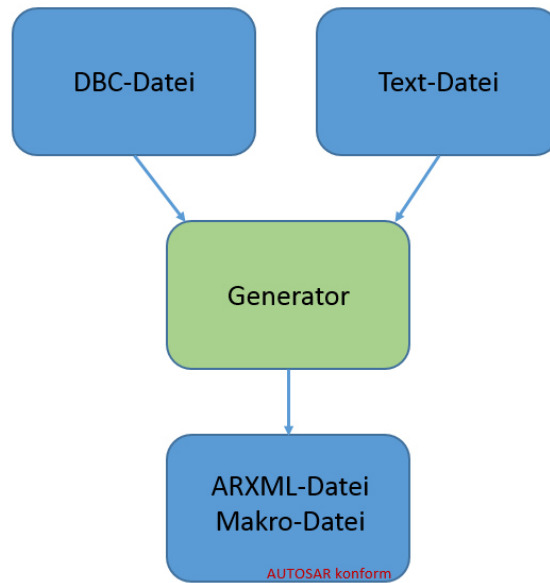 DBC-Datei
Text-Datei
Generator
ARXML-Datei
Makro-Datei
AUTOSAR konform